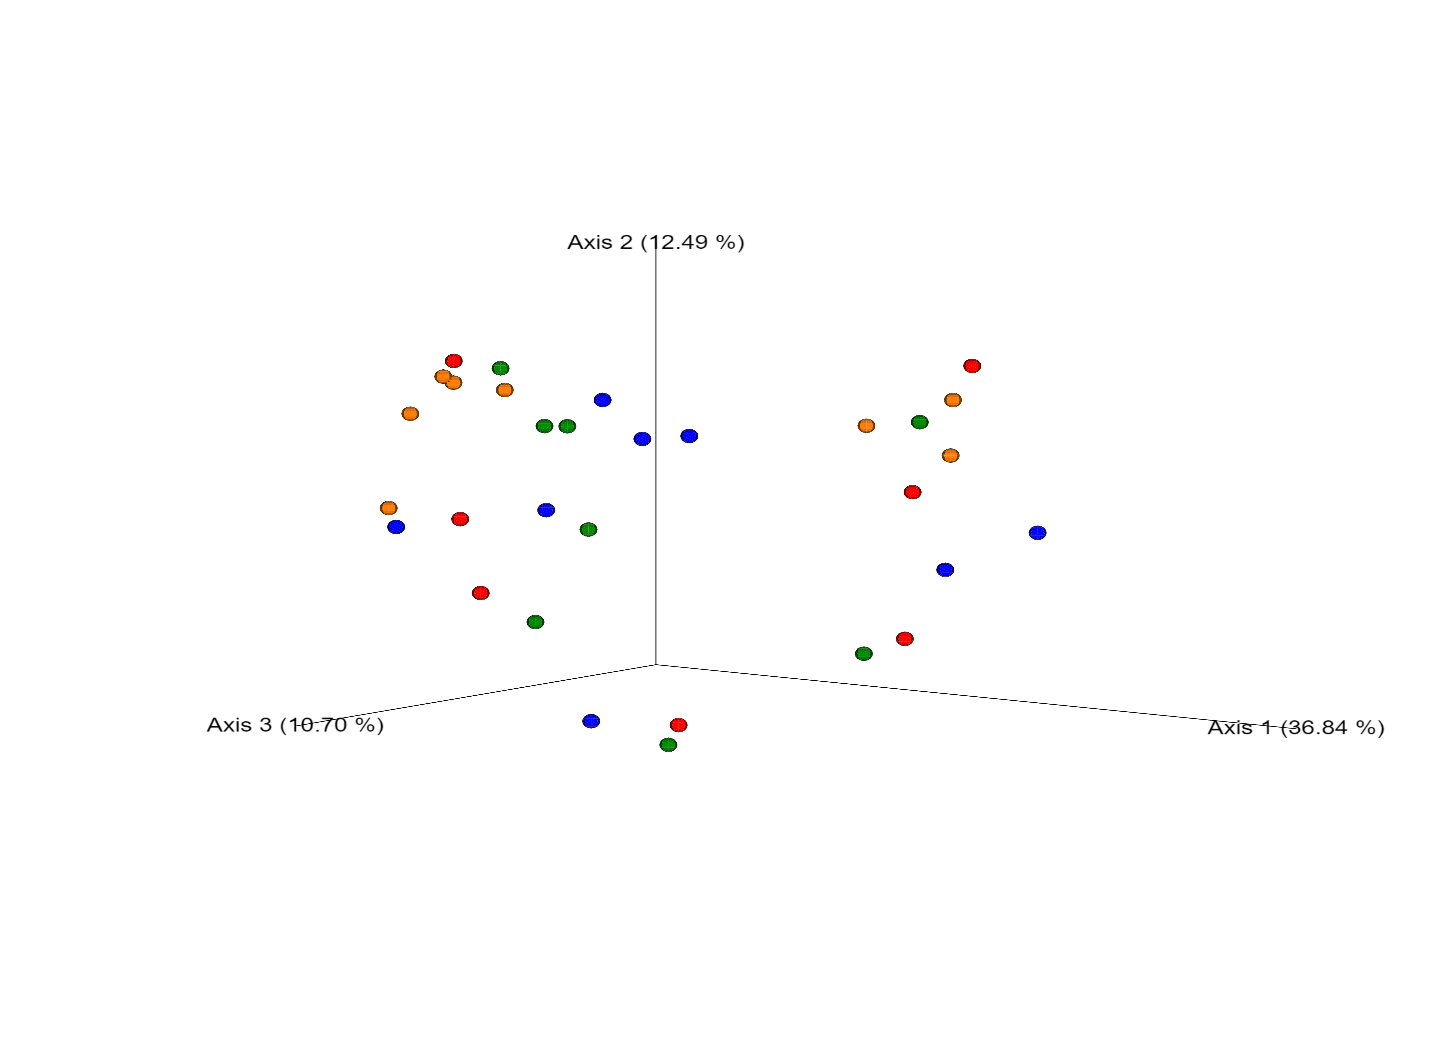 Axis 2 (12.49 %)
Axis 3 (10.70 %)
Axis 1 (36.84 %)